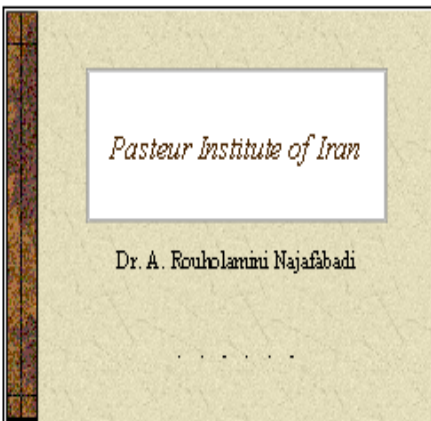 Pasteur Institute of Iran
Dr. A. Rouholamini Najafabadi
. . . . . .